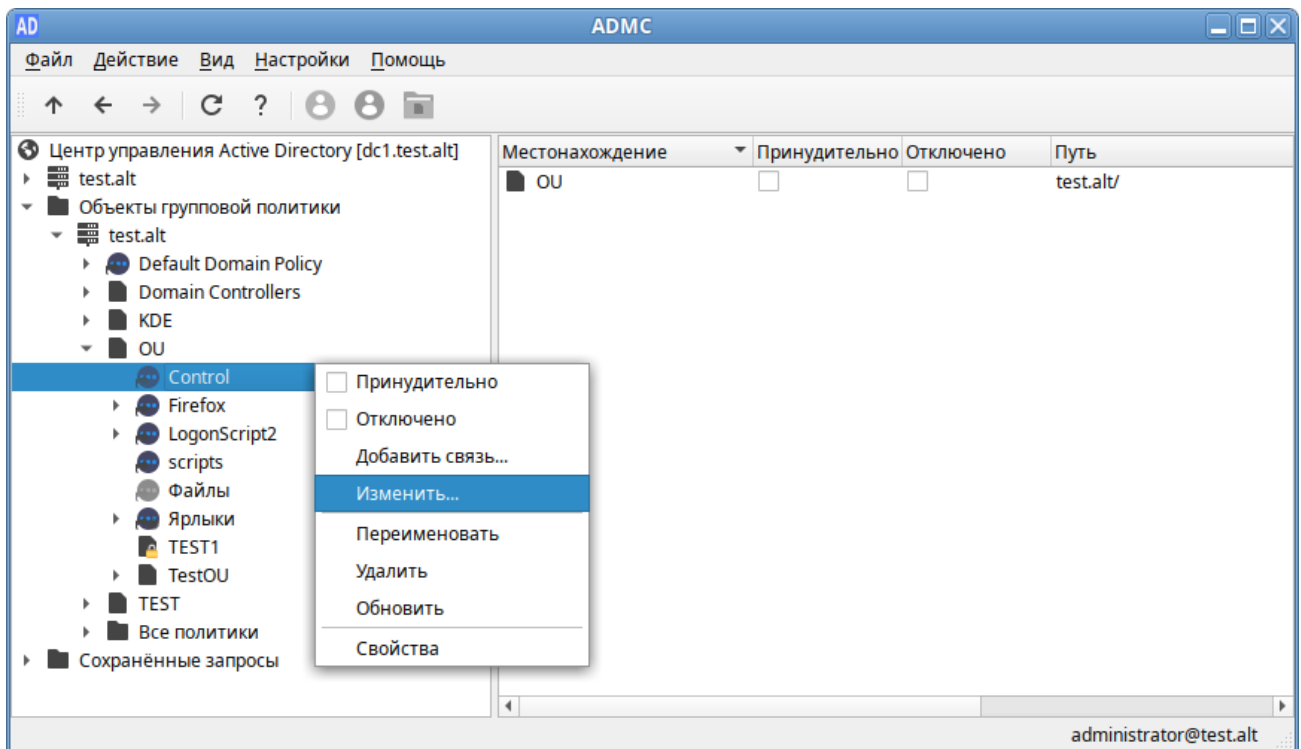 AD ADMC
Файл Действие Вид Настройки Помощь
?
Центр управления Active Directory [dc1.test.alt]
Местонахождение Принудительно Отключено Путь
test.alt
OU test.alt/
Объекты групповой политики
test.alt
Default Domain Policy
Domain Controllers
KDE
OU
Control
Firefox
LogonScript2
scripts
Файлы
Ярлыки
TEST1
TestOU
TEST
Все политики
Сохранённые запросы
Принудительно
Отключено
Добавить связь...
Изменить...
Переименовать
Удалить
Обновить
Свойства
administrator@test.alt